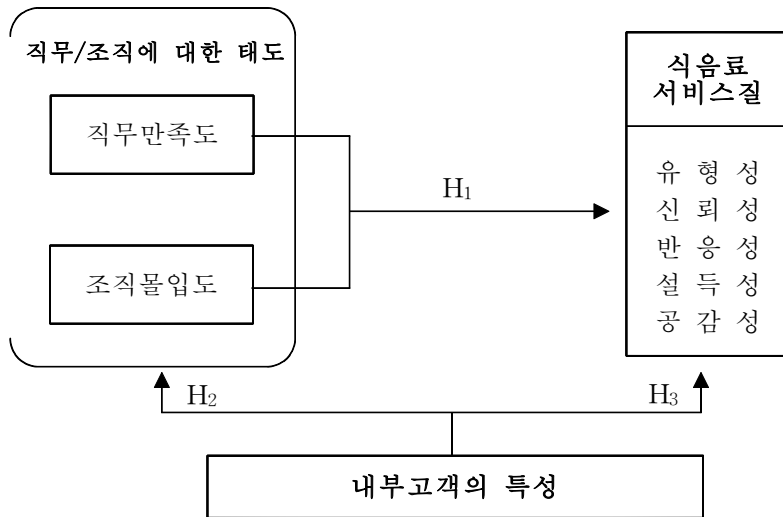 직무/조직에 대한 태도
직무만족도
조직몰입도
H₁
식음료
서비스질
유 형 성
신 뢰 성
반 응 성
설 득 성
공 감 성
H₂
H₃
내부고객의 특성